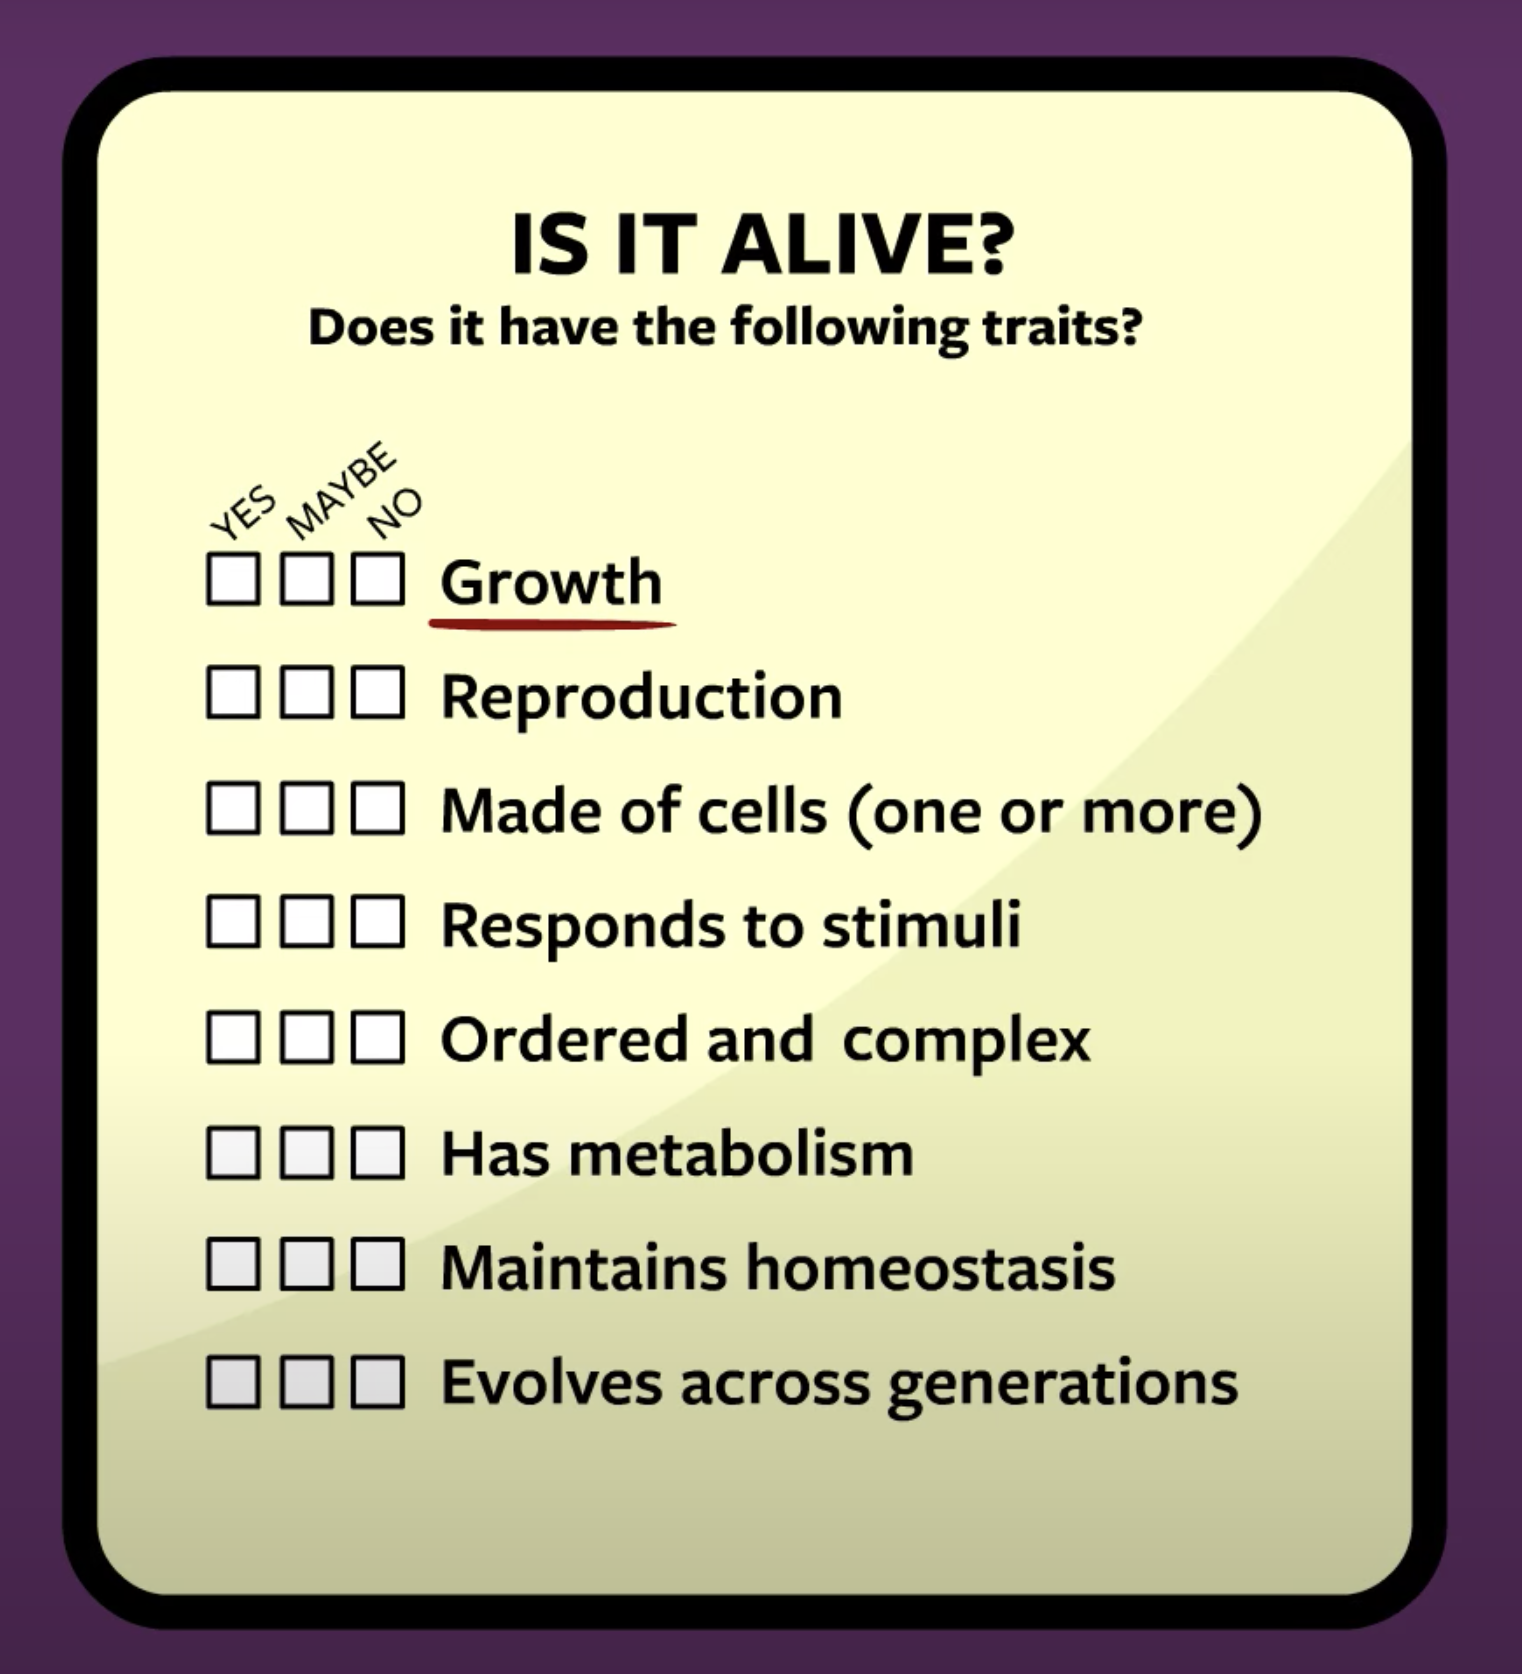 IS IT ALIVE?
Does it have the following traits?
YES MAYBE NO
Growth
Reproduction
Made of cells (one or more)
Responds to stimuli
Ordered and complex
Has metabolism
Maintains homeostasis
Evolves across generations